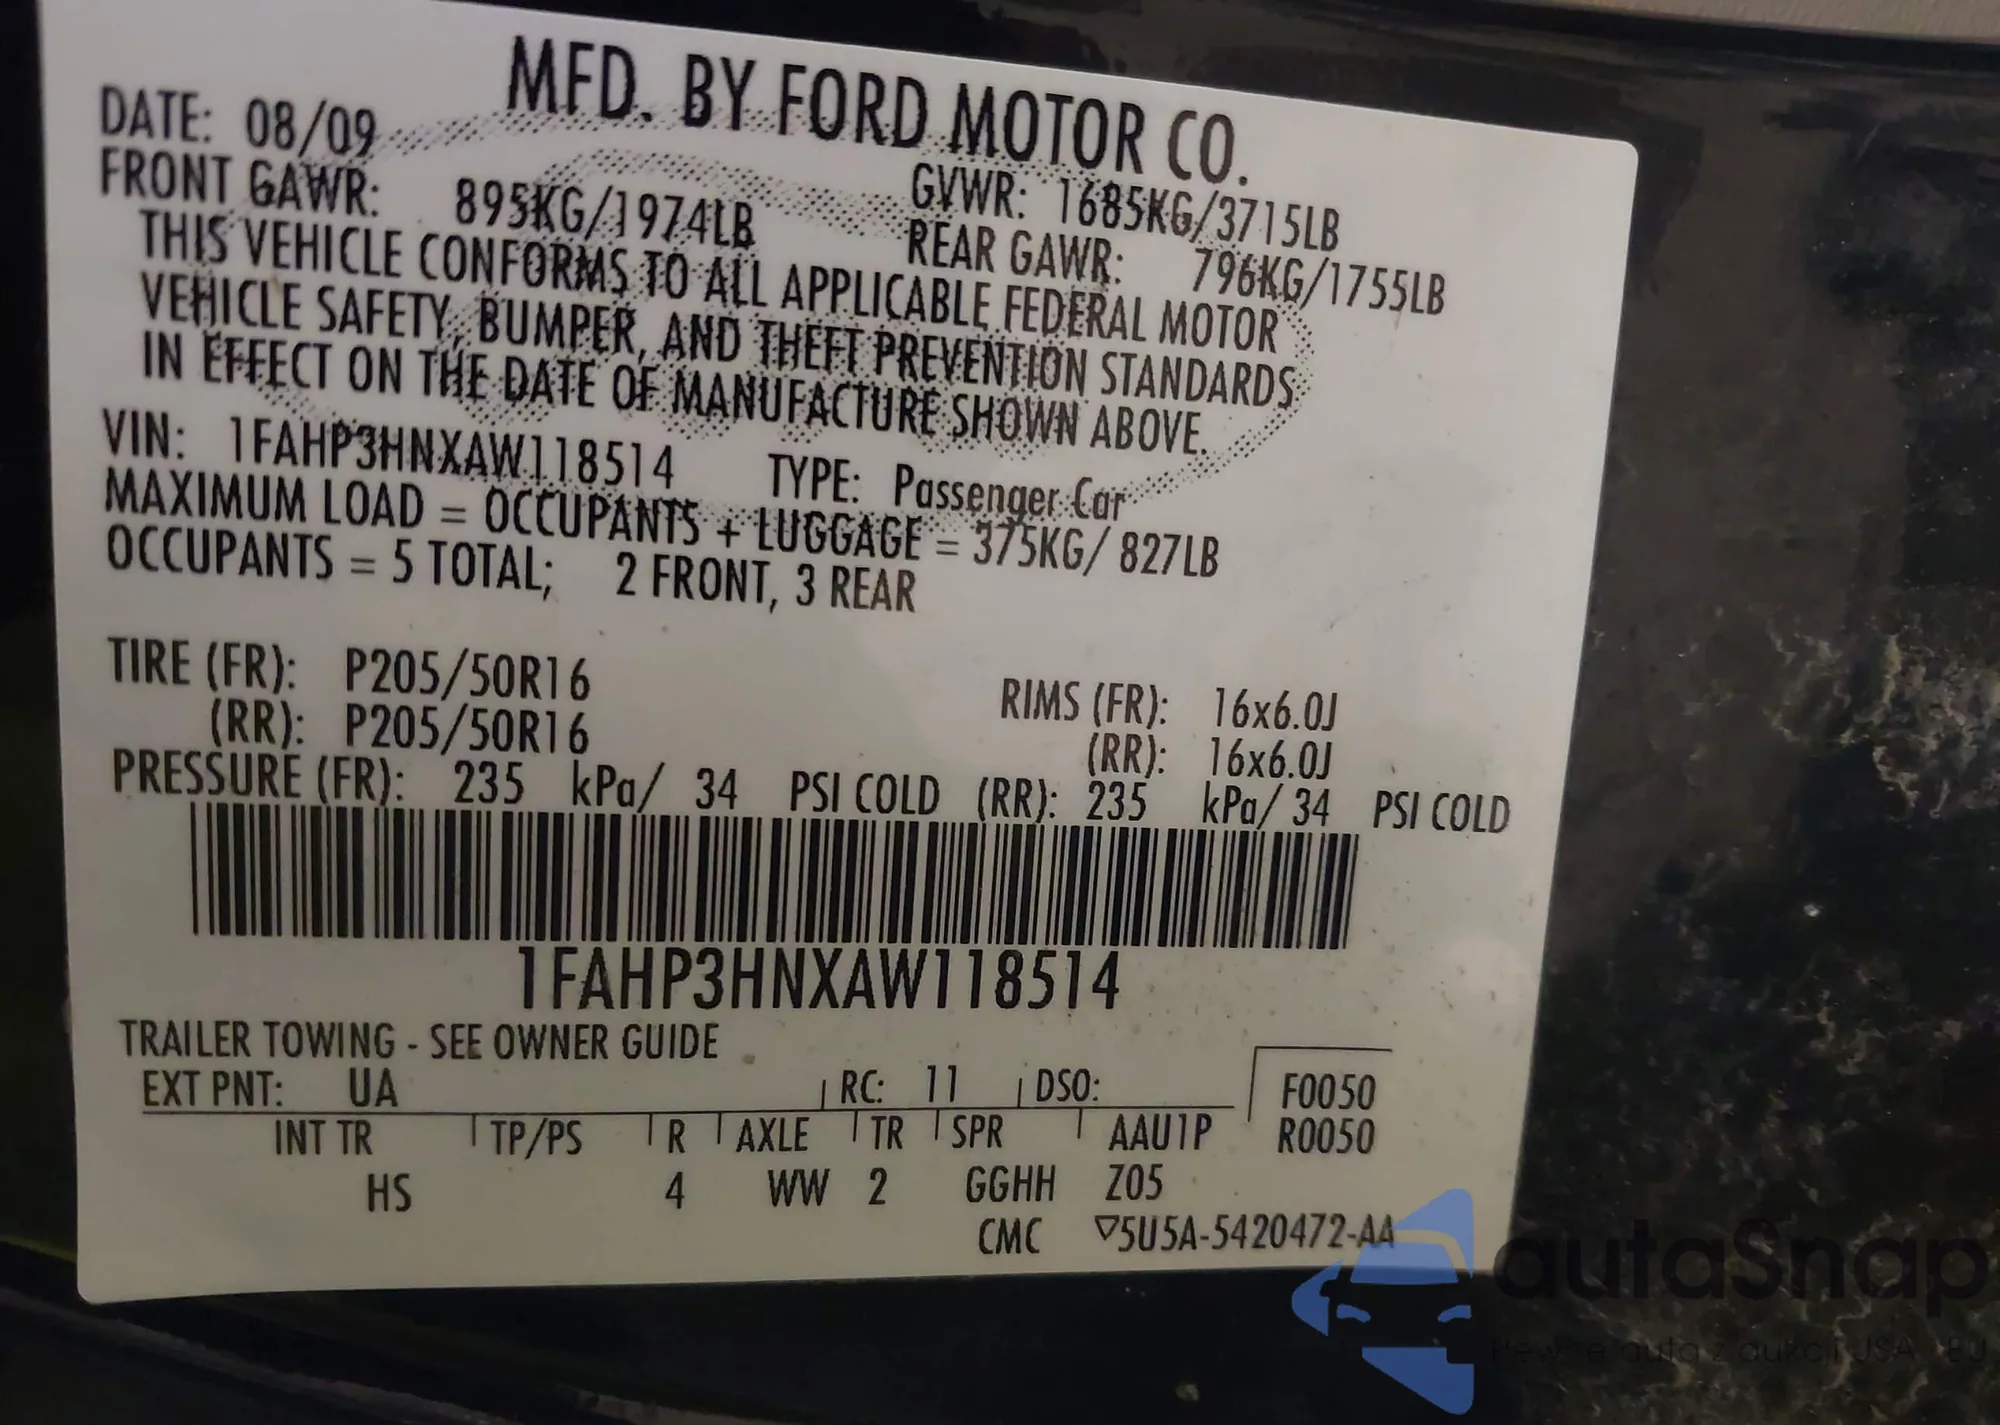 MFD. BY FORD MOTOR CO.
DATE: 08/09
GVWR: 1685KG/3715LB
FRONT GAWR: 895KG/1974LB
REAR GAWR: 796KG/1755LB
THIS VEHICLE CONFORMS TO ALL APPLICABLE FEDERAL MOTOR
VEHICLE SAFETY, BUMPER, AND THEFT PREVENTION STANDARDS
IN EFFECT ON THE DATE OF MANUFACTURE SHOWN ABOVE.
VIN: 1FAHP3HNXAW118514 TYPE: Passenger Car
MAXIMUM LOAD = OCCUPANTS + LUGGAGE = 375KG/ 827LB
OCCUPANTS = 5 TOTAL; 2 FRONT, 3 REAR
TIRE (FR): P205/50R16 RIMS (FR): 16x6.0J
(RR): P205/50R16 (RR): 16x6.0J
PRESSURE (FR): 235 kPa/ 34 PSI COLD (RR): 235 kPa/ 34 PSI COLD
1FAHP3HNXAW118514
TRAILER TOWING - SEE OWNER GUIDE
EXT PNT: UA RC: 11 DSO: F0050
INT TR TP/PS R AXLE TR SPR AAU1P R0050
HS 4 WW 2 GGHH Z05
CMC ▽5U5A-5420472-AA
autaSnap
Pewne auta z aukcji USA i EU